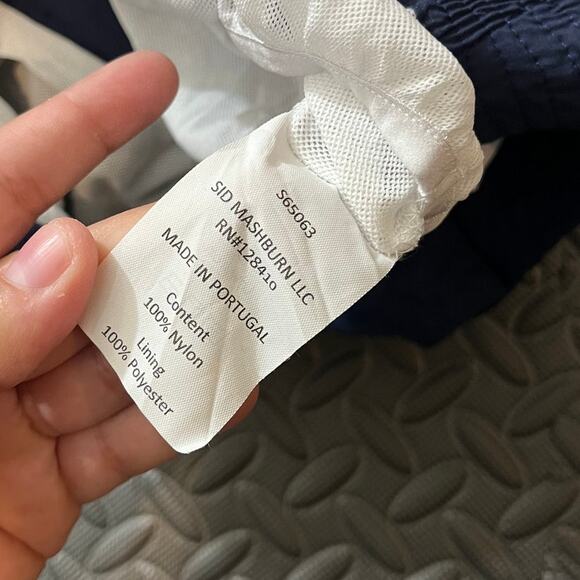 S65063
SID MASHBURN LLC
RN#128410
MADE IN PORTUGAL
Content
100% Nylon
Lining
100% Polyester